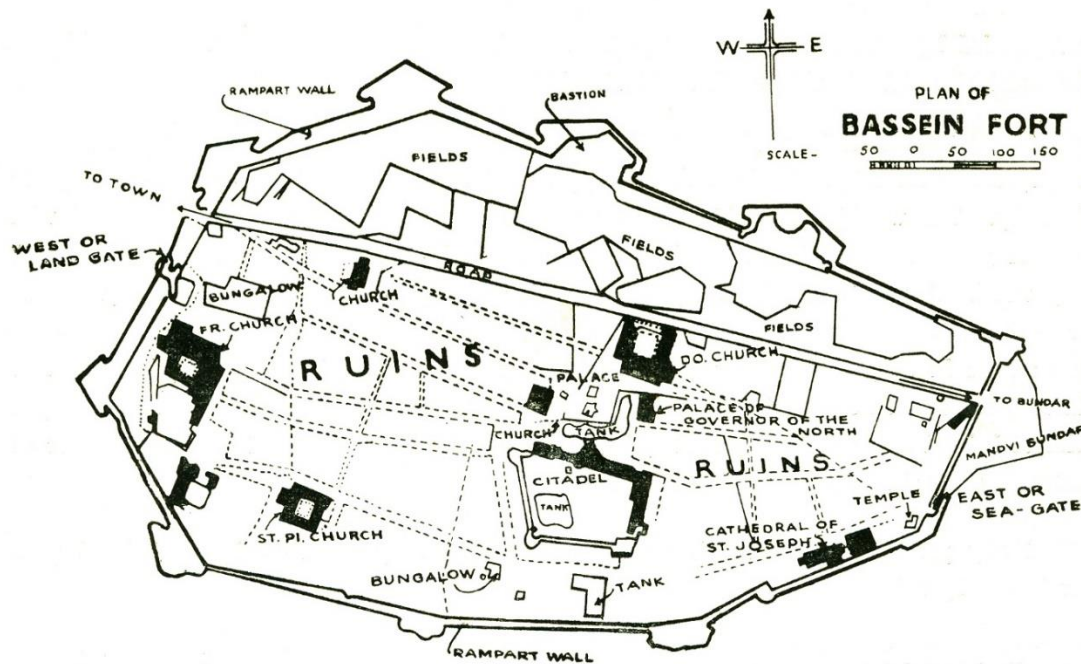 W E
PLAN OF
BASSEIN FORT
SCALE-
50 0 50 100 150
RAMPART WALL
BASTION
FIELDS
TO TOWN
WEST OR
LAND GATE
FIELDS
ROAD
BUNGALOW
CHURCH
FR. CHURCH
FIELDS
RUINS
DO. CHURCH
PALACE
TO BUNDAR
PALACE OF
GOVERNOR OF THE
NORTH
CHURCH
TANK
MANDVI BUNDAR
RUINS
CITADEL
TANK
TEMPLE
EAST OR
SEA-GATE
ST. PI. CHURCH
CATHEDRAL OF
ST. JOSEPH
BUNGALOW
TANK
RAMPART WALL